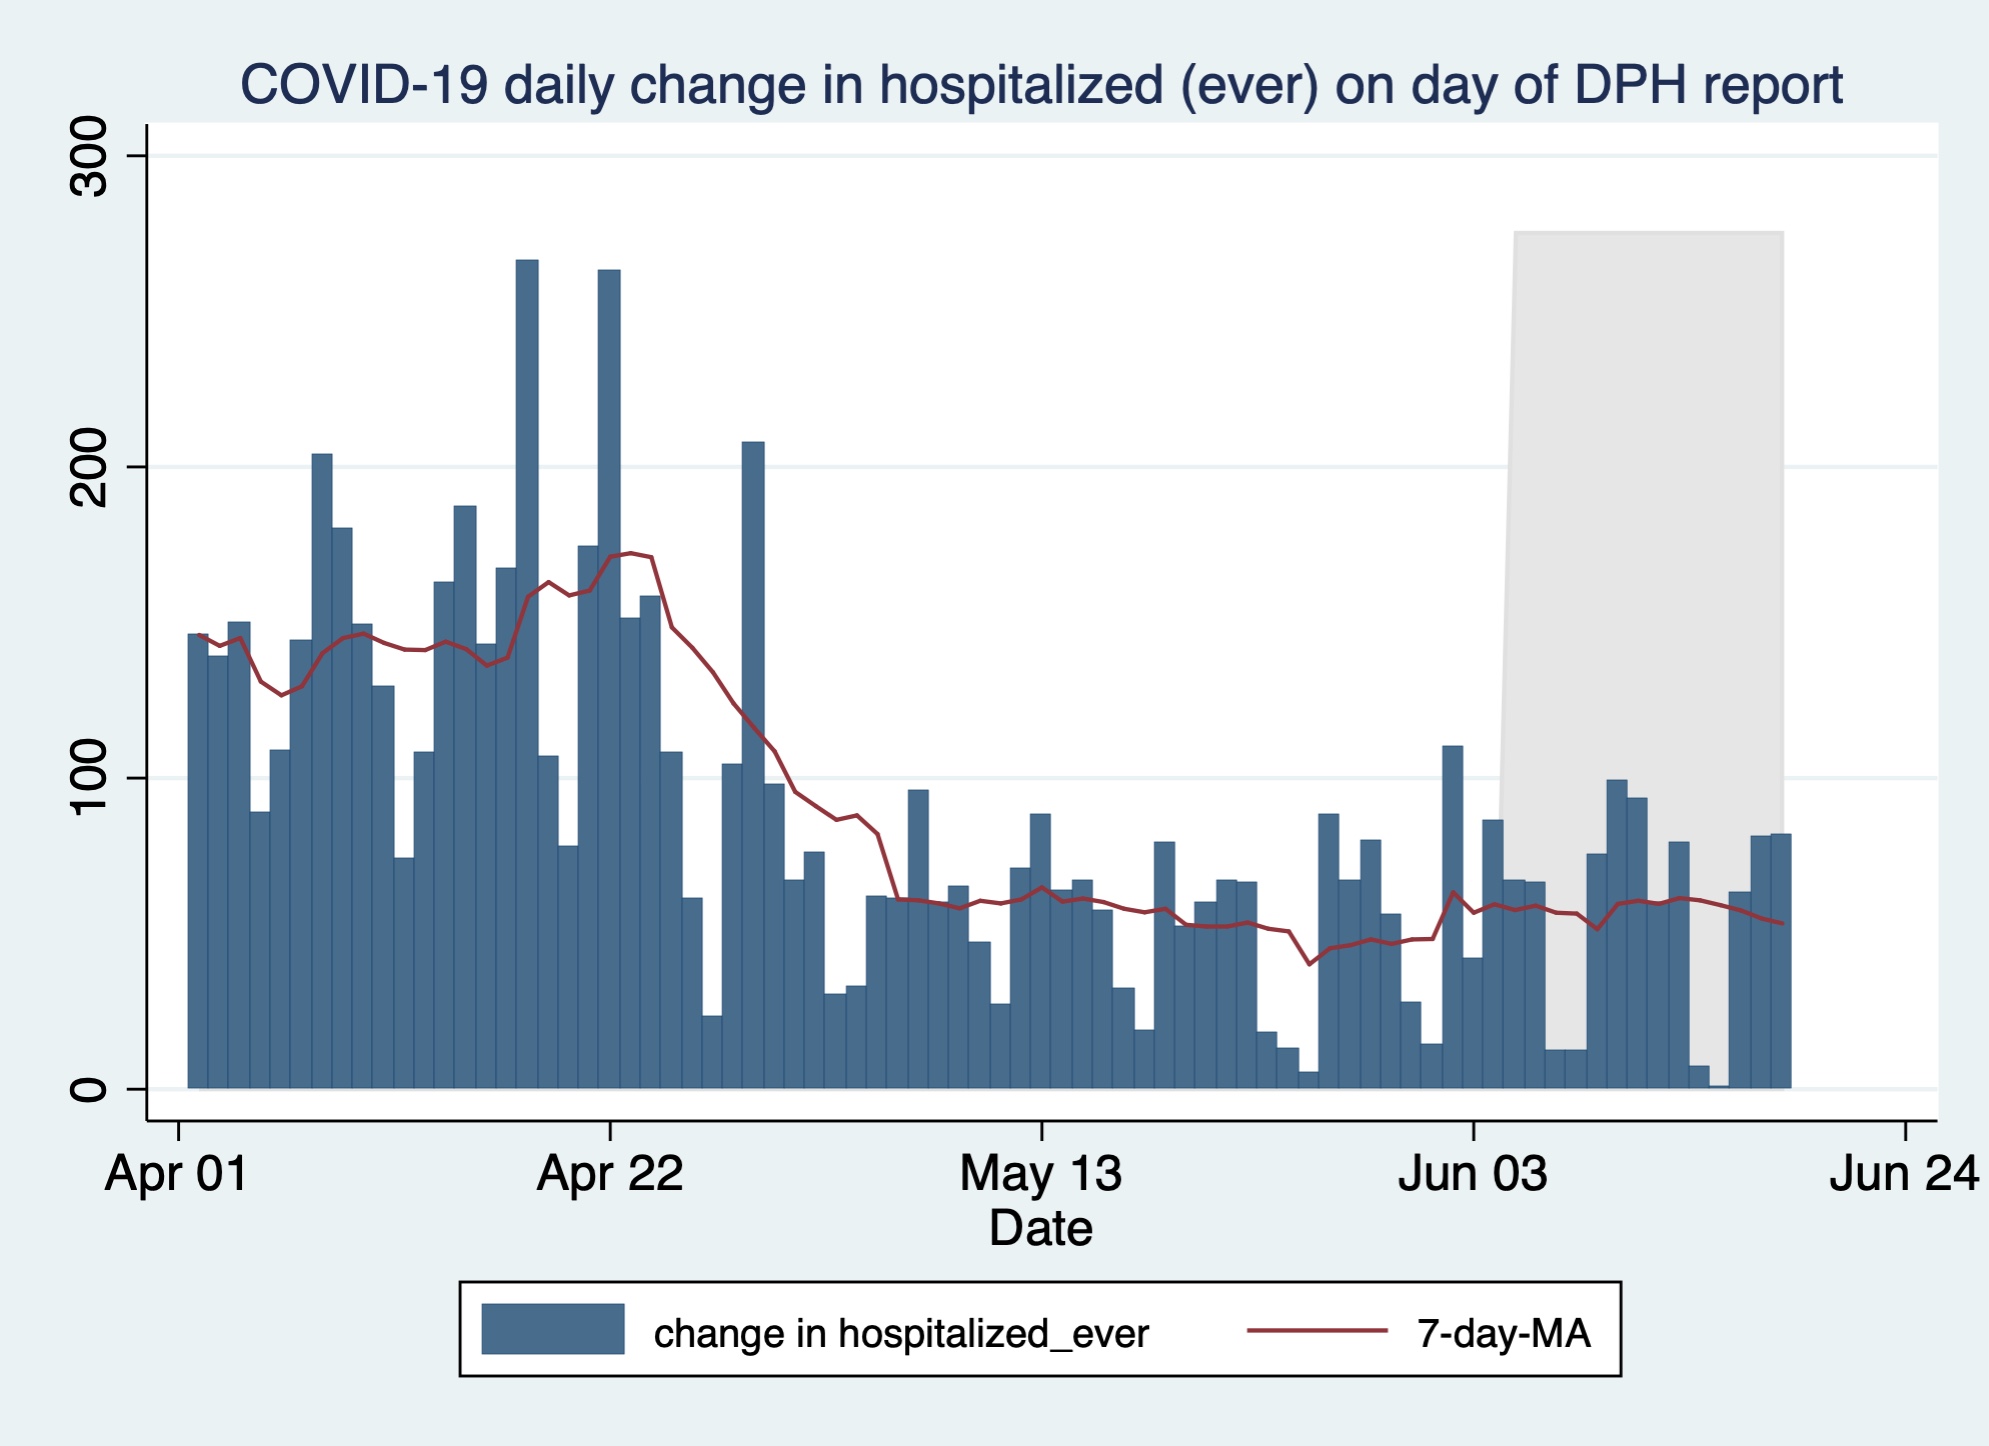 COVID-19 daily change in hospitalized (ever) on day of DPH report
300
200
100
0
Apr 01
Apr 22
May 13
Jun 03
Jun 24
Date
change in hospitalized_ever
7-day-MA